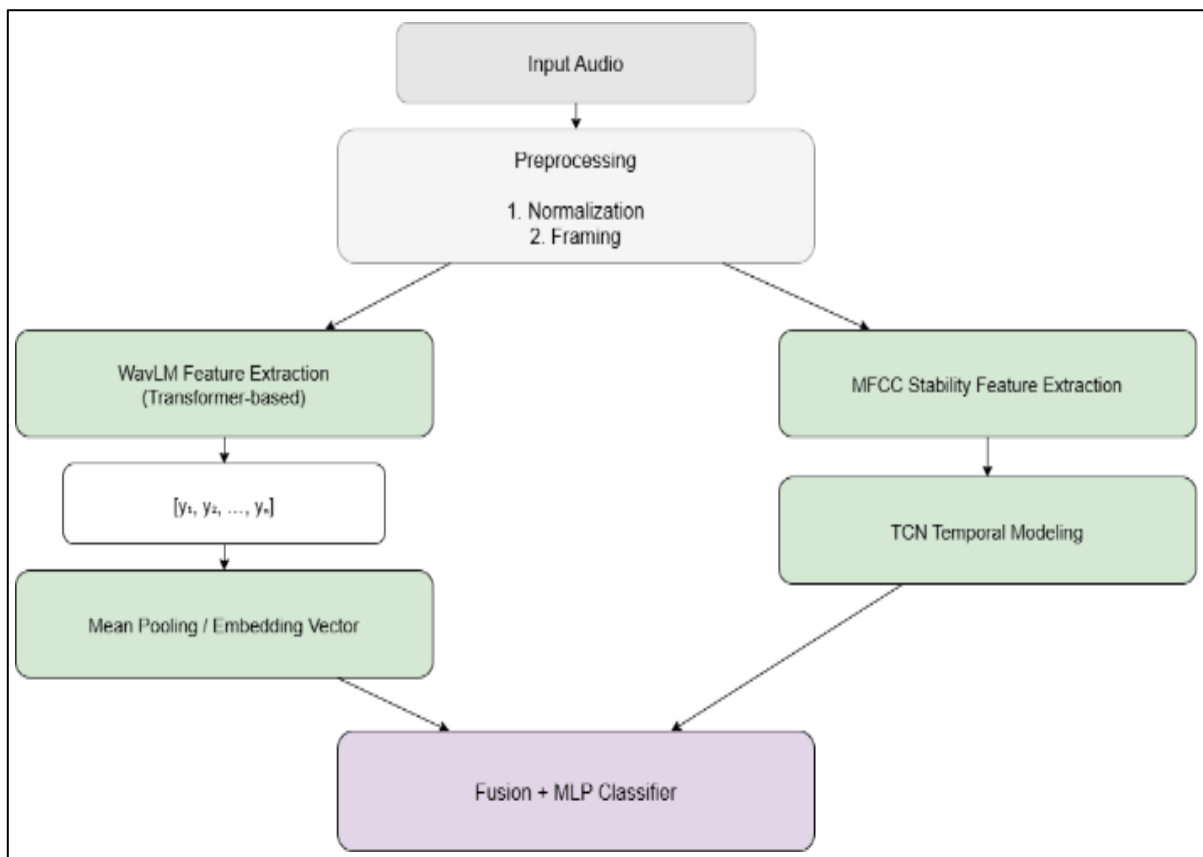 Input Audio
Preprocessing
1. Normalization
2. Framing
WavLM Feature Extraction
(Transformer-based)
MFCC Stability Feature Extraction
[y₁, y₂, ..., yₙ]
TCN Temporal Modeling
Mean Pooling / Embedding Vector
Fusion + MLP Classifier